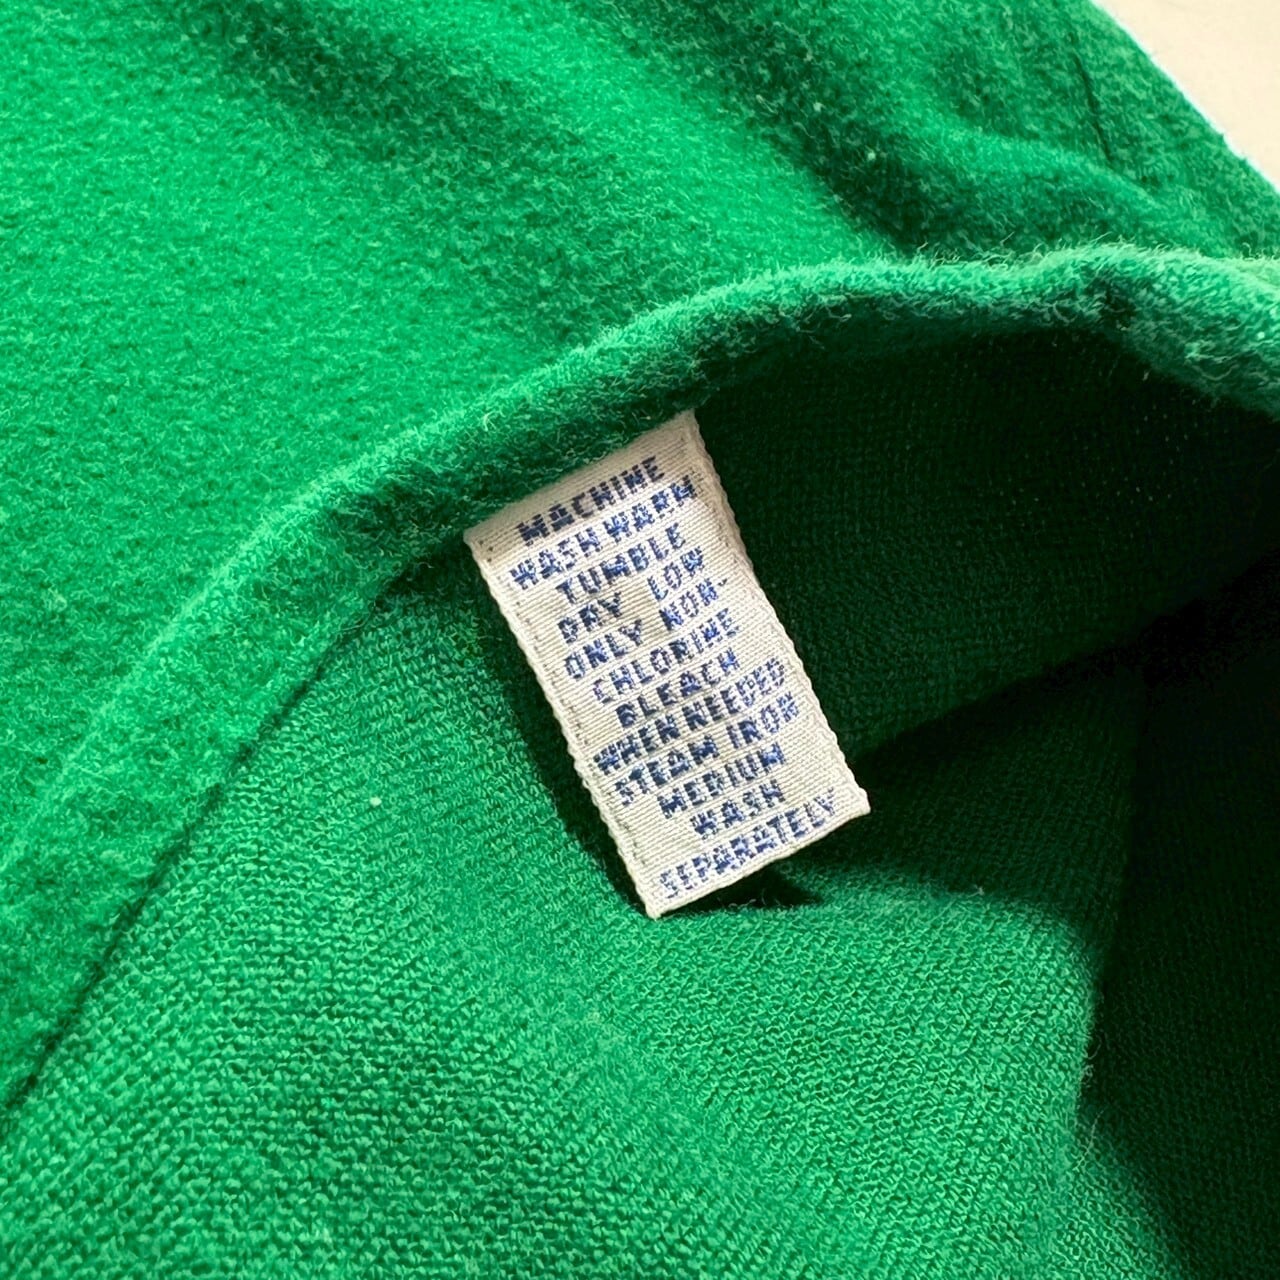 MACHINE
WASH WARM
TUMBLE
DRY LOW
ONLY NON-
CHLORINE
BLEACH
WHEN NEEDED
STEAM IRON
MEDIUM
WASH
SEPARATELY